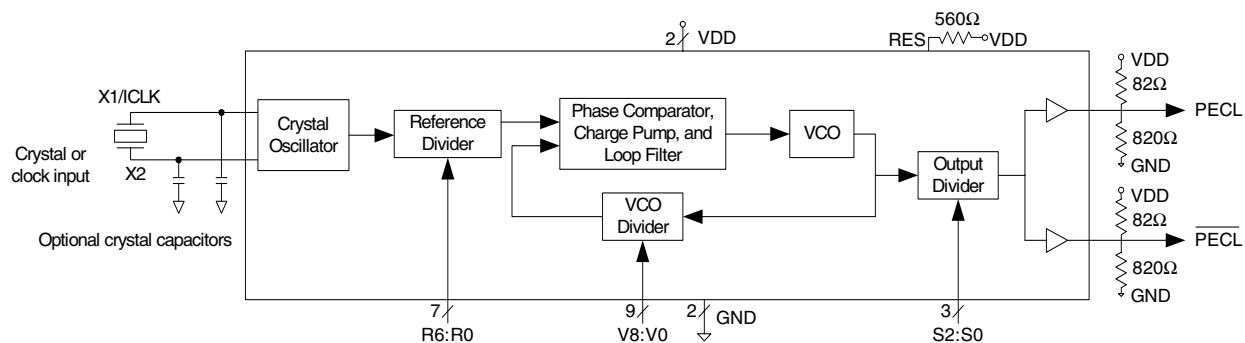 2 VDD
560Ω
RES VDD
X1/ICLK
Crystal or
clock input
X2
Optional crystal capacitors
Crystal
Oscillator
Reference
Divider
Phase Comparator,
Charge Pump, and
Loop Filter
VCO
VCO
Divider
Output
Divider
VDD
82Ω
PECL
820Ω
GND
VDD
82Ω
PECL
820Ω
GND
7
R6:R0
9
V8:V0
2 GND
3
S2:S0